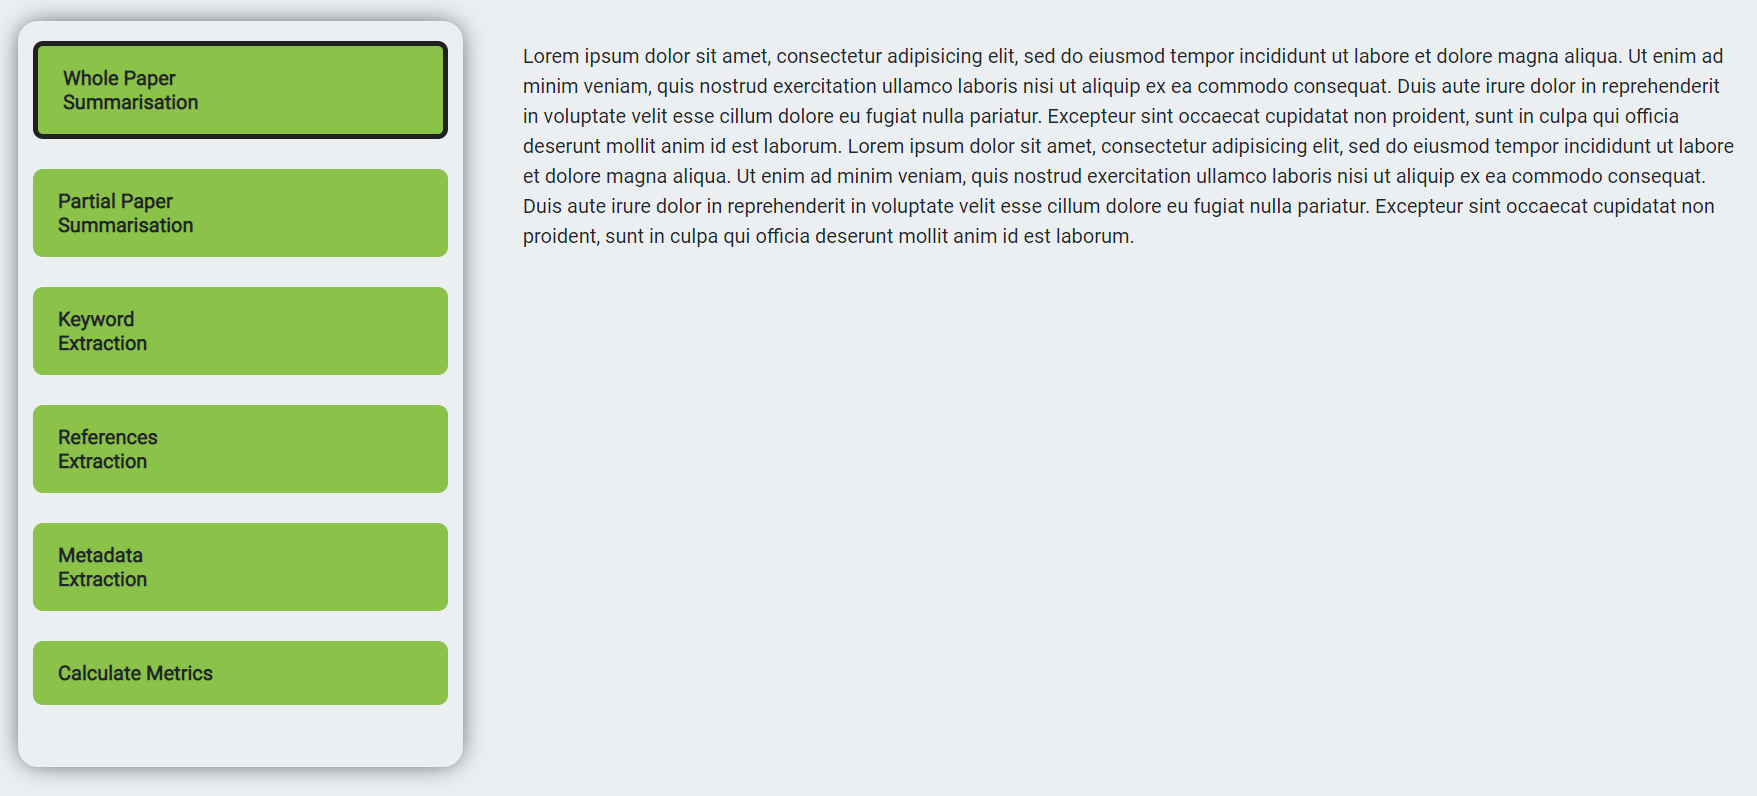 Whole Paper
Summarisation
Partial Paper
Summarisation
Keyword
Extraction
References
Extraction
Metadata
Extraction
Calculate Metrics
Lorem ipsum dolor sit amet, consectetur adipisicing elit, sed do eiusmod tempor incididunt ut labore et dolore magna aliqua. Ut enim ad
minim veniam, quis nostrud exercitation ullamco laboris nisi ut aliquip ex ea commodo consequat. Duis aute irure dolor in reprehenderit
in voluptate velit esse cillum dolore eu fugiat nulla pariatur. Excepteur sint occaecat cupidatat non proident, sunt in culpa qui officia
deserunt mollit anim id est laborum. Lorem ipsum dolor sit amet, consectetur adipisicing elit, sed do eiusmod tempor incididunt ut labore
et dolore magna aliqua. Ut enim ad minim veniam, quis nostrud exercitation ullamco laboris nisi ut aliquip ex ea commodo consequat.
Duis aute irure dolor in reprehenderit in voluptate velit esse cillum dolore eu fugiat nulla pariatur. Excepteur sint occaecat cupidatat non
proident, sunt in culpa qui officia deserunt mollit anim id est laborum.